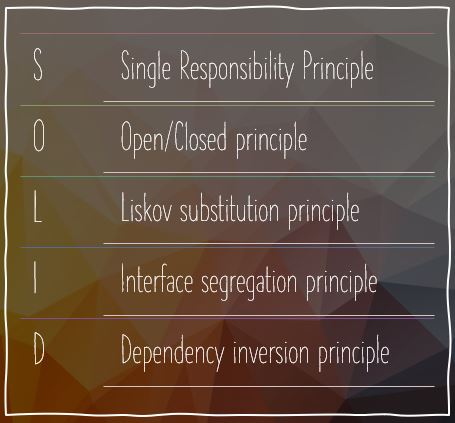 S Single Responsibility Principle
O Open/Closed principle
L Liskov substitution principle
I Interface segregation principle
D Dependency inversion principle